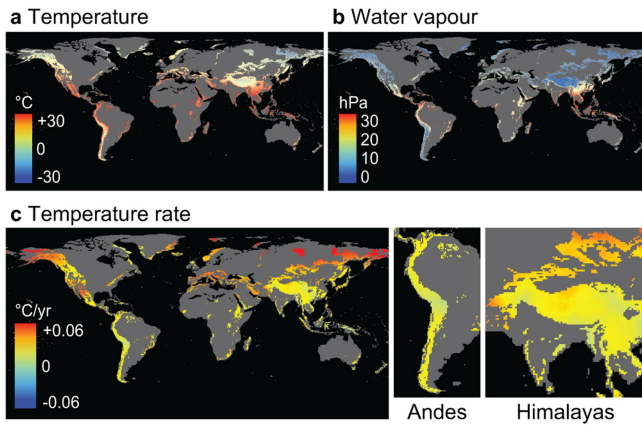 a Temperature
b Water vapour
°C
+30
0
-30
hPa
30
20
10
0
c Temperature rate
°C/yr
+0.06
-0.06
Andes
Himalayas